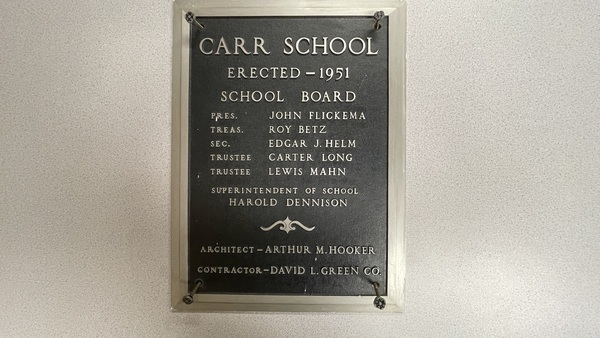 CARR SCHOOL
ERECTED – 1951
SCHOOL BOARD
PRES. JOHN FLICKEMA
TREAS. ROY BETZ
SEC. EDGAR J. HELM
TRUSTEE CARTER LONG
TRUSTEE LEWIS MAHN
SUPERINTENDENT OF SCHOOL
HAROLD DENNISON
ARCHITECT – ARTHUR M. HOOKER
CONTRACTOR – DAVID L. GREEN CO.